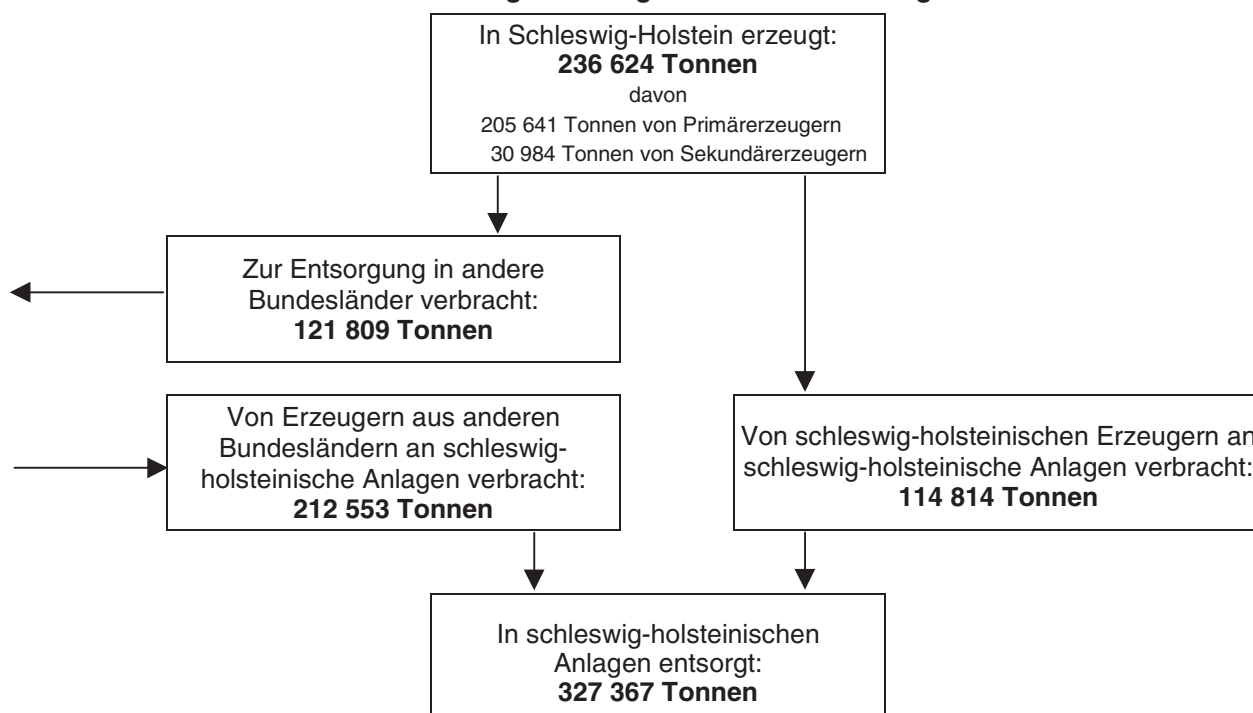 In Schleswig-Holstein erzeugt:
236 624 Tonnen
davon
205 641 Tonnen von Primärerzeugern
30 984 Tonnen von Sekundärerzeugern
Zur Entsorgung in andere
Bundesländer verbracht:
121 809 Tonnen
Von Erzeugern aus anderen
Bundesländern an schleswig-
holsteinische Anlagen verbracht:
212 553 Tonnen
Von schleswig-holsteinischen Erzeugern an
schleswig-holsteinische Anlagen verbracht:
114 814 Tonnen
In schleswig-holsteinischen
Anlagen entsorgt:
327 367 Tonnen